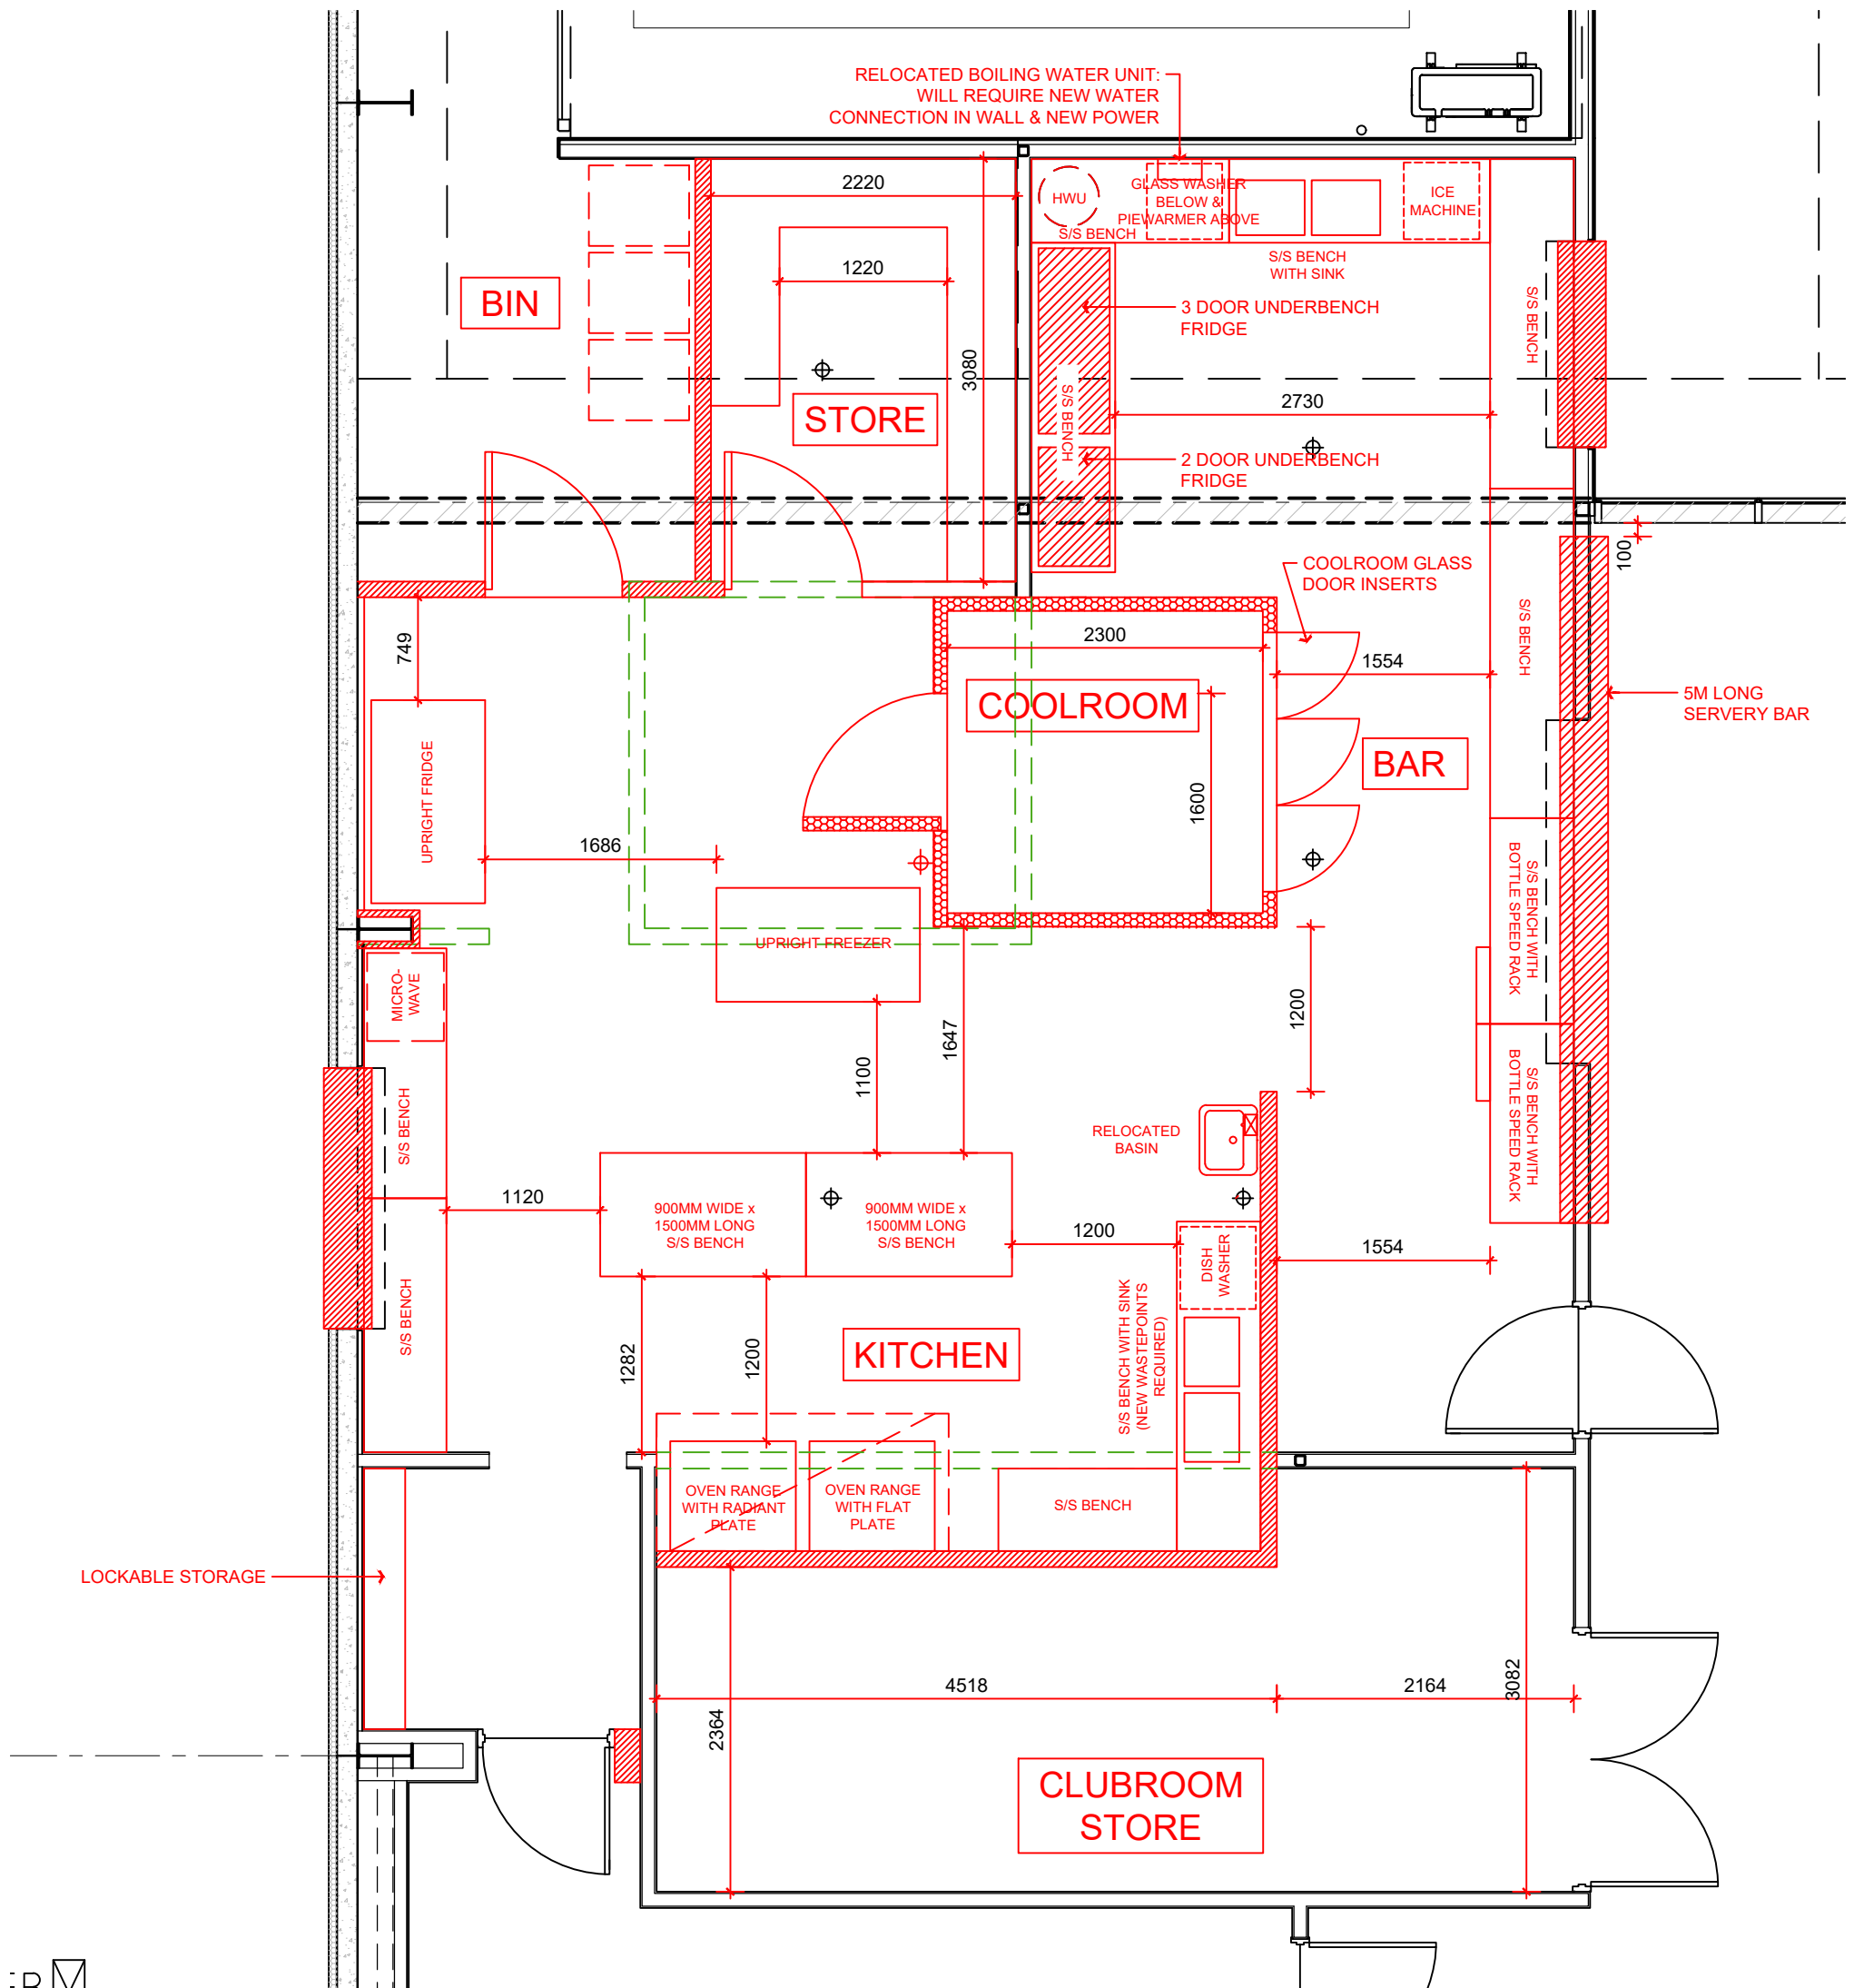 RELOCATED BOILING WATER UNIT:
WILL REQUIRE NEW WATER
CONNECTION IN WALL & NEW POWER
2220
HWU
GLASS WASHER
BELOW &
PIEWARMER ABOVE
S/S BENCH
ICE
MACHINE
S/S BENCH
WITH SINK
1220
BIN
3 DOOR UNDERBENCH
FRIDGE
S/S BENCH
3080
STORE
S/S BENCH
2730
2 DOOR UNDERBENCH
FRIDGE
100
COOLROOM GLASS
DOOR INSERTS
749
2300
1554
S/S BENCH
COOLROOM
5M LONG
SERVERY BAR
BAR
UPRIGHT FRIDGE
1686
1600
S/S BENCH WITH
BOTTLE SPEED RACK
UPRIGHT FREEZER
MICRO-
WAVE
1200
1647
1100
S/S BENCH
RELOCATED
BASIN
S/S BENCH WITH
BOTTLE SPEED RACK
1120
900MM WIDE x
1500MM LONG
S/S BENCH
900MM WIDE x
1500MM LONG
S/S BENCH
1200
DISH
WASHER
1554
S/S BENCH
1282
1200
KITCHEN
S/S BENCH WITH SINK
(NEW WASTEPOINTS
REQUIRED)
OVEN RANGE
WITH RADIANT
PLATE
OVEN RANGE
WITH FLAT
PLATE
S/S BENCH
LOCKABLE STORAGE
4518
2164
3082
2364
CLUBROOM
STORE